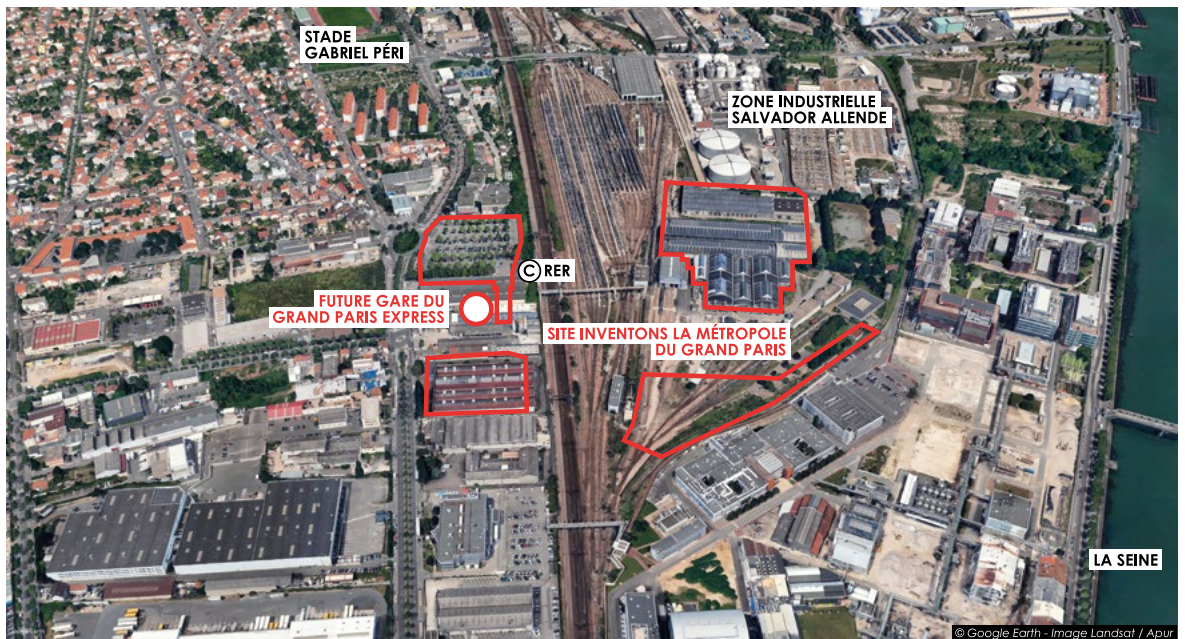 STADE
GABRIEL PÉRI
ZONE INDUSTRIELLE
SALVADOR ALLENDE
C RER
FUTURE GARE DU
GRAND PARIS EXPRESS
SITE INVENTONS LA MÉTROPOLE
DU GRAND PARIS
LA SEINE
© Google Earth - Image Landsat / Apur